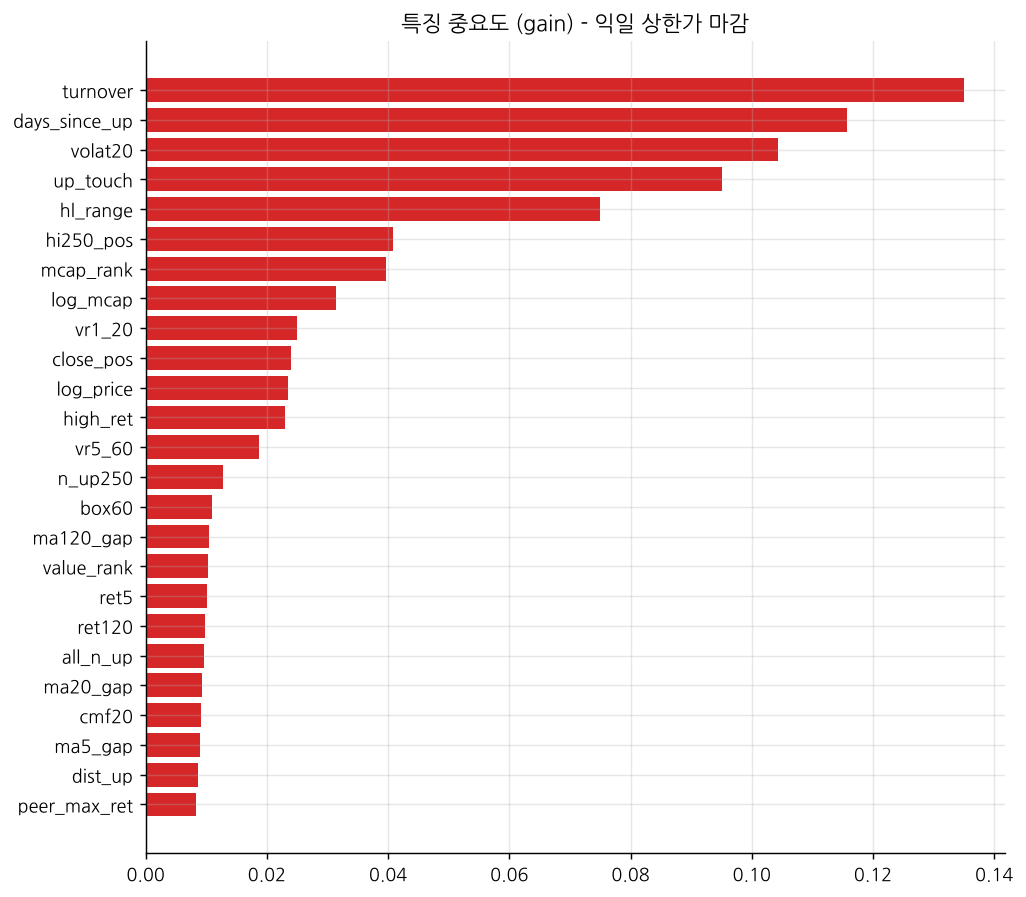 특징 중요도 (gain) - 익일 상한가 마감
turnover
days_since_up
volat20
up_touch
hl_range
hi250_pos
mcap_rank
log_mcap
vr1_20
close_pos
log_price
high_ret
vr5_60
n_up250
box60
ma120_gap
value_rank
ret5
ret120
all_n_up
ma20_gap
cmf20
ma5_gap
dist_up
peer_max_ret
0.00 0.02 0.04 0.06 0.08 0.10 0.12 0.14